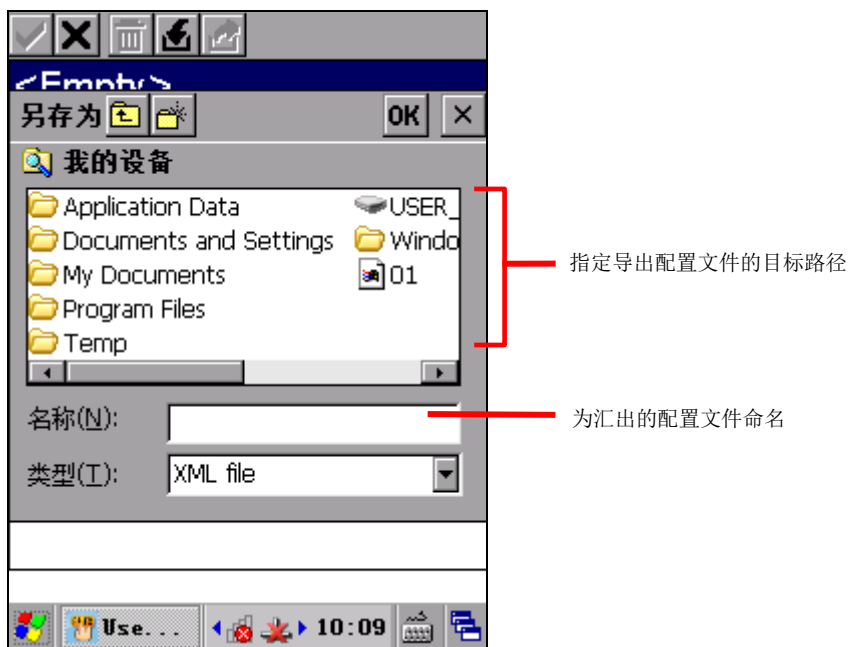 <Empty>
另存为 OK
我的设备
Application Data USER_
Documents and Settings Windo
My Documents 01
Program Files
Temp
指定导出配置文件的目标路径
名称(N):
为汇出的配置文件命名
类型(T): XML file
Use... 10:09